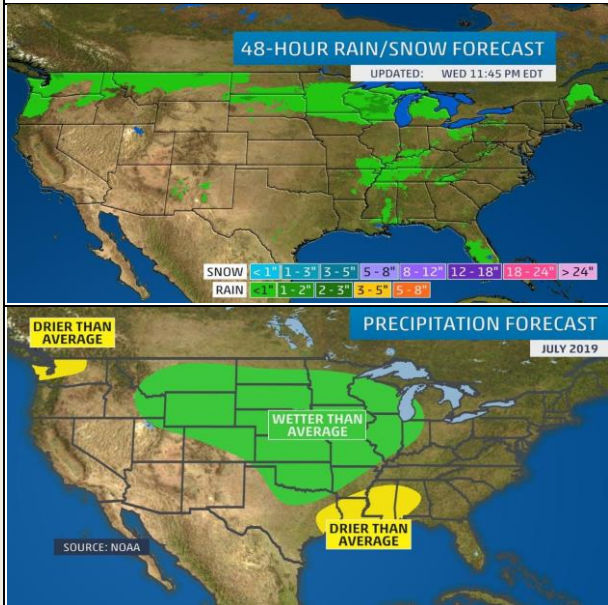 48-HOUR RAIN/SNOW FORECAST
UPDATED: WED 11:45 PM EDT
SNOW <1" 1 - 3" 3 - 5" 5 - 8" 8 - 12" 12 - 18" 18 - 24" > 24"
RAIN <1" 1 - 2" 2 - 3" 3 - 5" 5 - 8"
PRECIPITATION FORECAST
JULY 2019
DRIER THAN
AVERAGE
WETTER THAN
AVERAGE
DRIER THAN
AVERAGE
SOURCE: NOAA